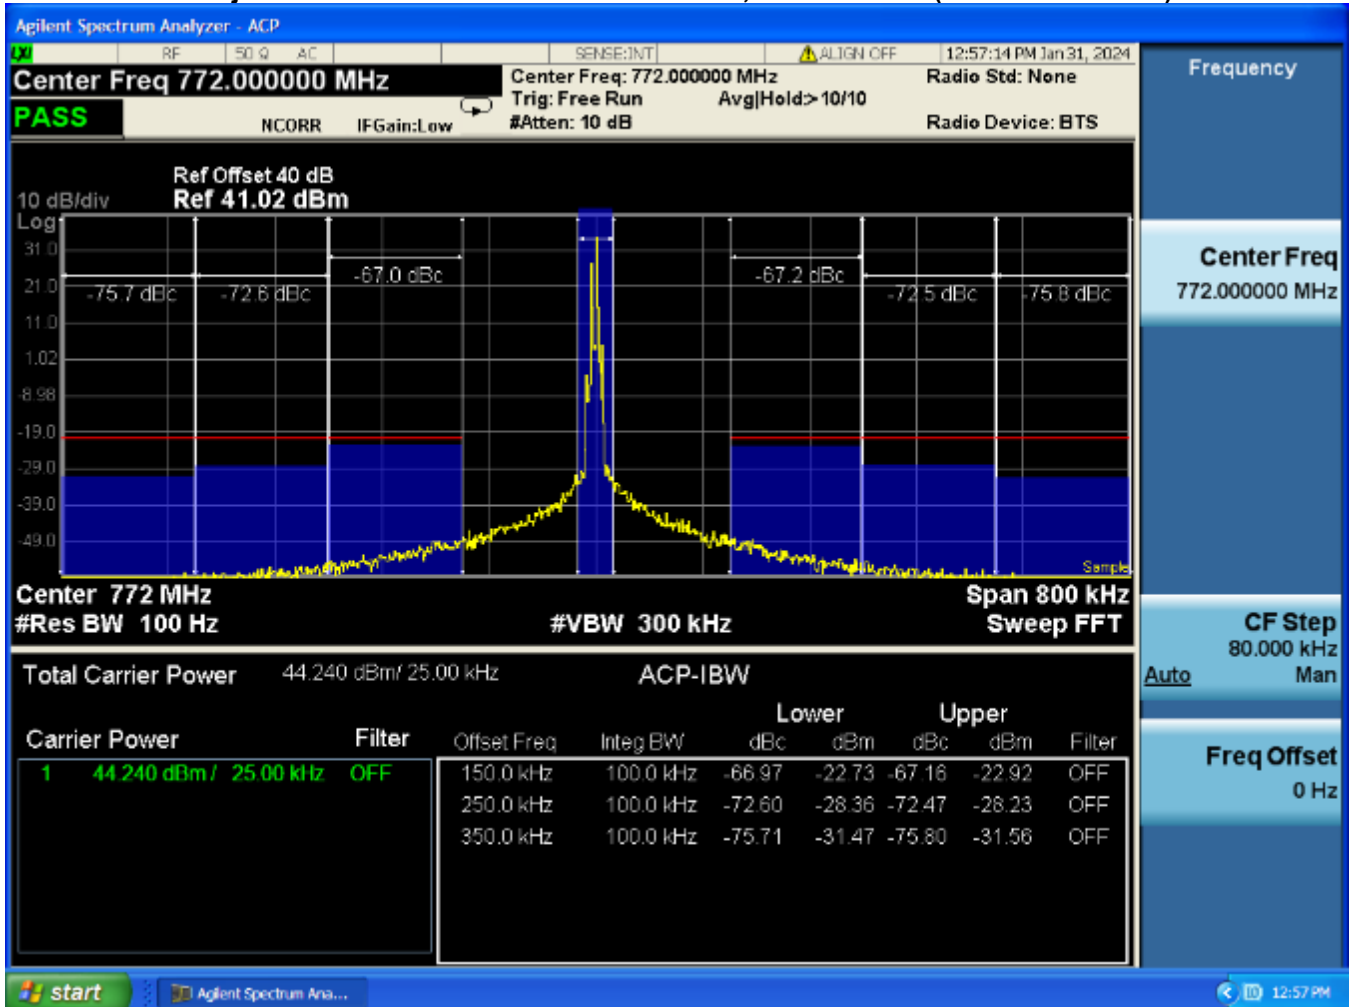 Agilent Spectrum Analyzer - ACP
LXI RF 50 Ω AC SENSE:INT ALIGN OFF 12:57:14 PM Jan 31, 2024
Center Freq 772.000000 MHz
Center Freq: 772.000000 MHz Radio Std: None
Trig: Free Run Avg|Hold:>10/10
PASS NCORR IFGain:Low #Atten: 10 dB Radio Device: BTS
Ref Offset 40 dB
10 dB/div Ref 41.02 dBm
Log
31.0
-67.0 dBc -67.2 dBc
21.0
-75.7 dBc -72.6 dBc -72.5 dBc -75.8 dBc
11.0
1.02
-8.98
-19.0
-29.0
-39.0
-49.0
Sample
Center 772 MHz Span 800 kHz
#Res BW 100 Hz #VBW 300 kHz Sweep FFT
Total Carrier Power 44.240 dBm/ 25.00 kHz ACP-IBW
Lower Upper
Carrier Power Filter Offset Freq Integ BW dBc dBm dBc dBm Filter
1 44.240 dBm / 25.00 kHz OFF 150.0 kHz 100.0 kHz -66.97 -22.73 -67.16 -22.92 OFF
250.0 kHz 100.0 kHz -72.60 -28.36 -72.47 -28.23 OFF
350.0 kHz 100.0 kHz -75.71 -31.47 -75.80 -31.56 OFF
Frequency
Center Freq
772.000000 MHz
CF Step
80.000 kHz
Auto Man
Freq Offset
0 Hz
start Agilent Spectrum Ana... 12:57 PM